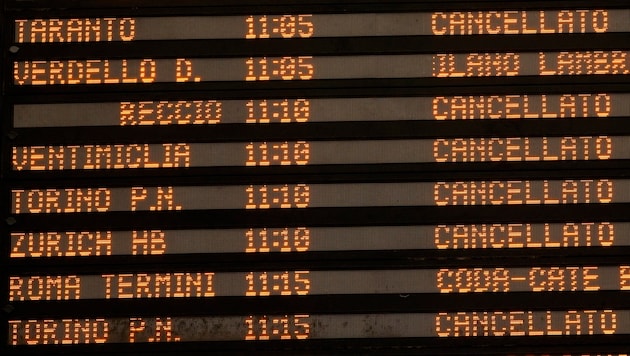 TARANTO 11:05 CANCELLATO
VERDELLO D. 11:05
REGGIO 11:10 CANCELLATO
VENTIMIGLIA 11:10 CANCELLATO
TORINO P.N. 11:10 CANCELLATO
ZURICH HB 11:10 CANCELLATO
ROMA TERMINI 11:15
TORINO P.N. 11:15 CANCELLATO